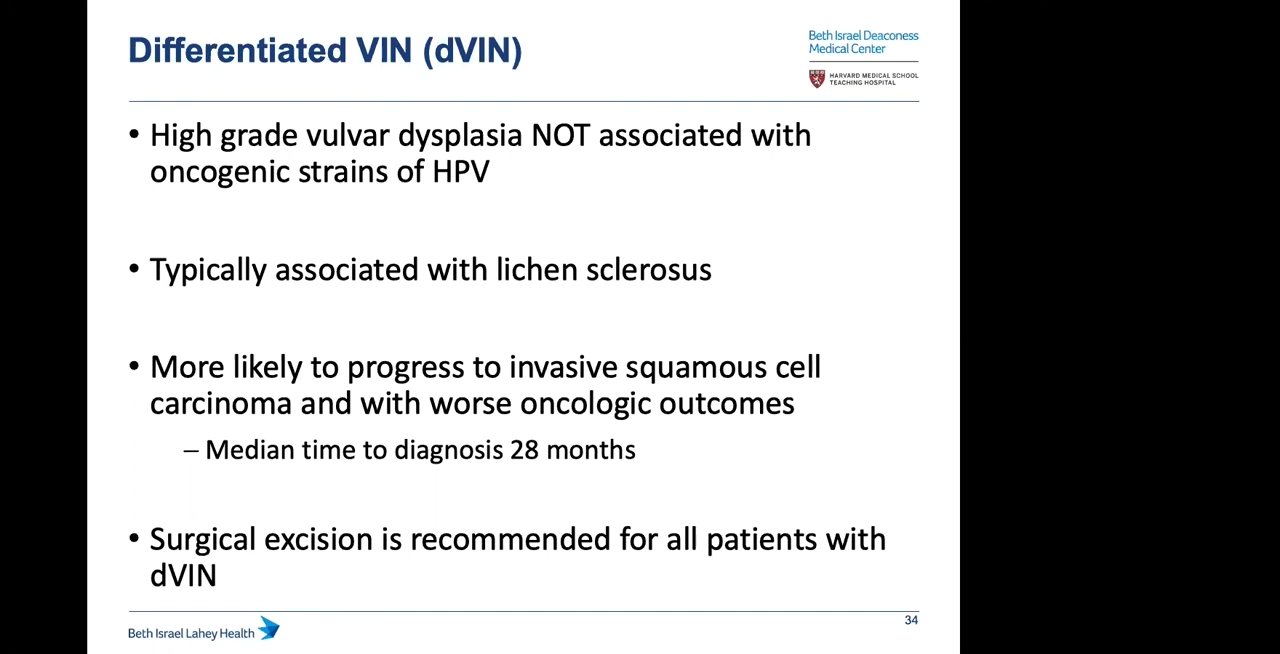 Differentiated VIN (dVIN)
Beth Israel Deaconess
Medical Center
HARVARD MEDICAL SCHOOL
TEACHING HOSPITAL
• High grade vulvar dysplasia NOT associated with
oncogenic strains of HPV
• Typically associated with lichen sclerosus
• More likely to progress to invasive squamous cell
carcinoma and with worse oncologic outcomes
– Median time to diagnosis 28 months
• Surgical excision is recommended for all patients with
dVIN
Beth Israel Lahey Health
34